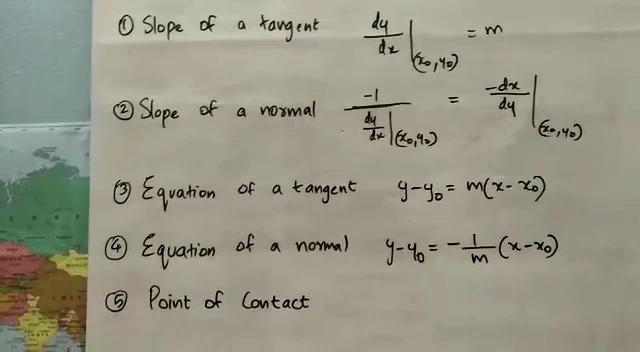 ① Slope of a tangent dy/dx |(x₀,y₀) = m
② Slope of a normal -1/(dy/dx |(x₀,y₀)) = -dx/dy |(x₀,y₀)
③ Equation of a tangent y-y₀ = m(x-x₀)
④ Equation of a normal y-y₀ = -1/m (x-x₀)
⑤ Point of Contact
INDIA